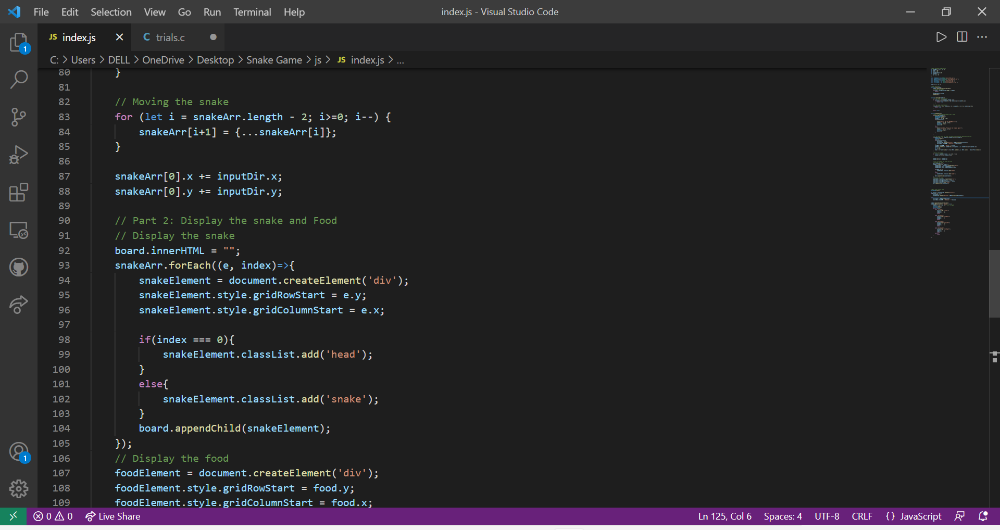 File Edit Selection View Go Run Terminal Help
index.js - Visual Studio Code
JS index.js
C trials.c
C: > Users > DELL > OneDrive > Desktop > Snake Game > js > JS index.js > ...
1
80 }
81
82 // Moving the snake
83 for (let i = snakeArr.length - 2; i>=0; i--) {
84 snakeArr[i+1] = {...snakeArr[i]};
85 }
86
87 snakeArr[0].x += inputDir.x;
88 snakeArr[0].y += inputDir.y;
89
90 // Part 2: Display the snake and Food
91 // Display the snake
92 board.innerHTML = "";
93 snakeArr.forEach((e, index)=>{
94 snakeElement = document.createElement('div');
95 snakeElement.style.gridRowStart = e.y;
96 snakeElement.style.gridColumnStart = e.x;
97
98 if(index === 0){
99 snakeElement.classList.add('head');
100 }
101 else{
102 snakeElement.classList.add('snake');
103 }
104 board.appendChild(snakeElement);
105 });
106 // Display the food
107 foodElement = document.createElement('div');
108 foodElement.style.gridRowStart = food.y;
109 foodElement.style.gridColumnStart = food.x;
1
0 0 Live Share
Ln 125, Col 6 Spaces: 4 UTF-8 CRLF {} JavaScript